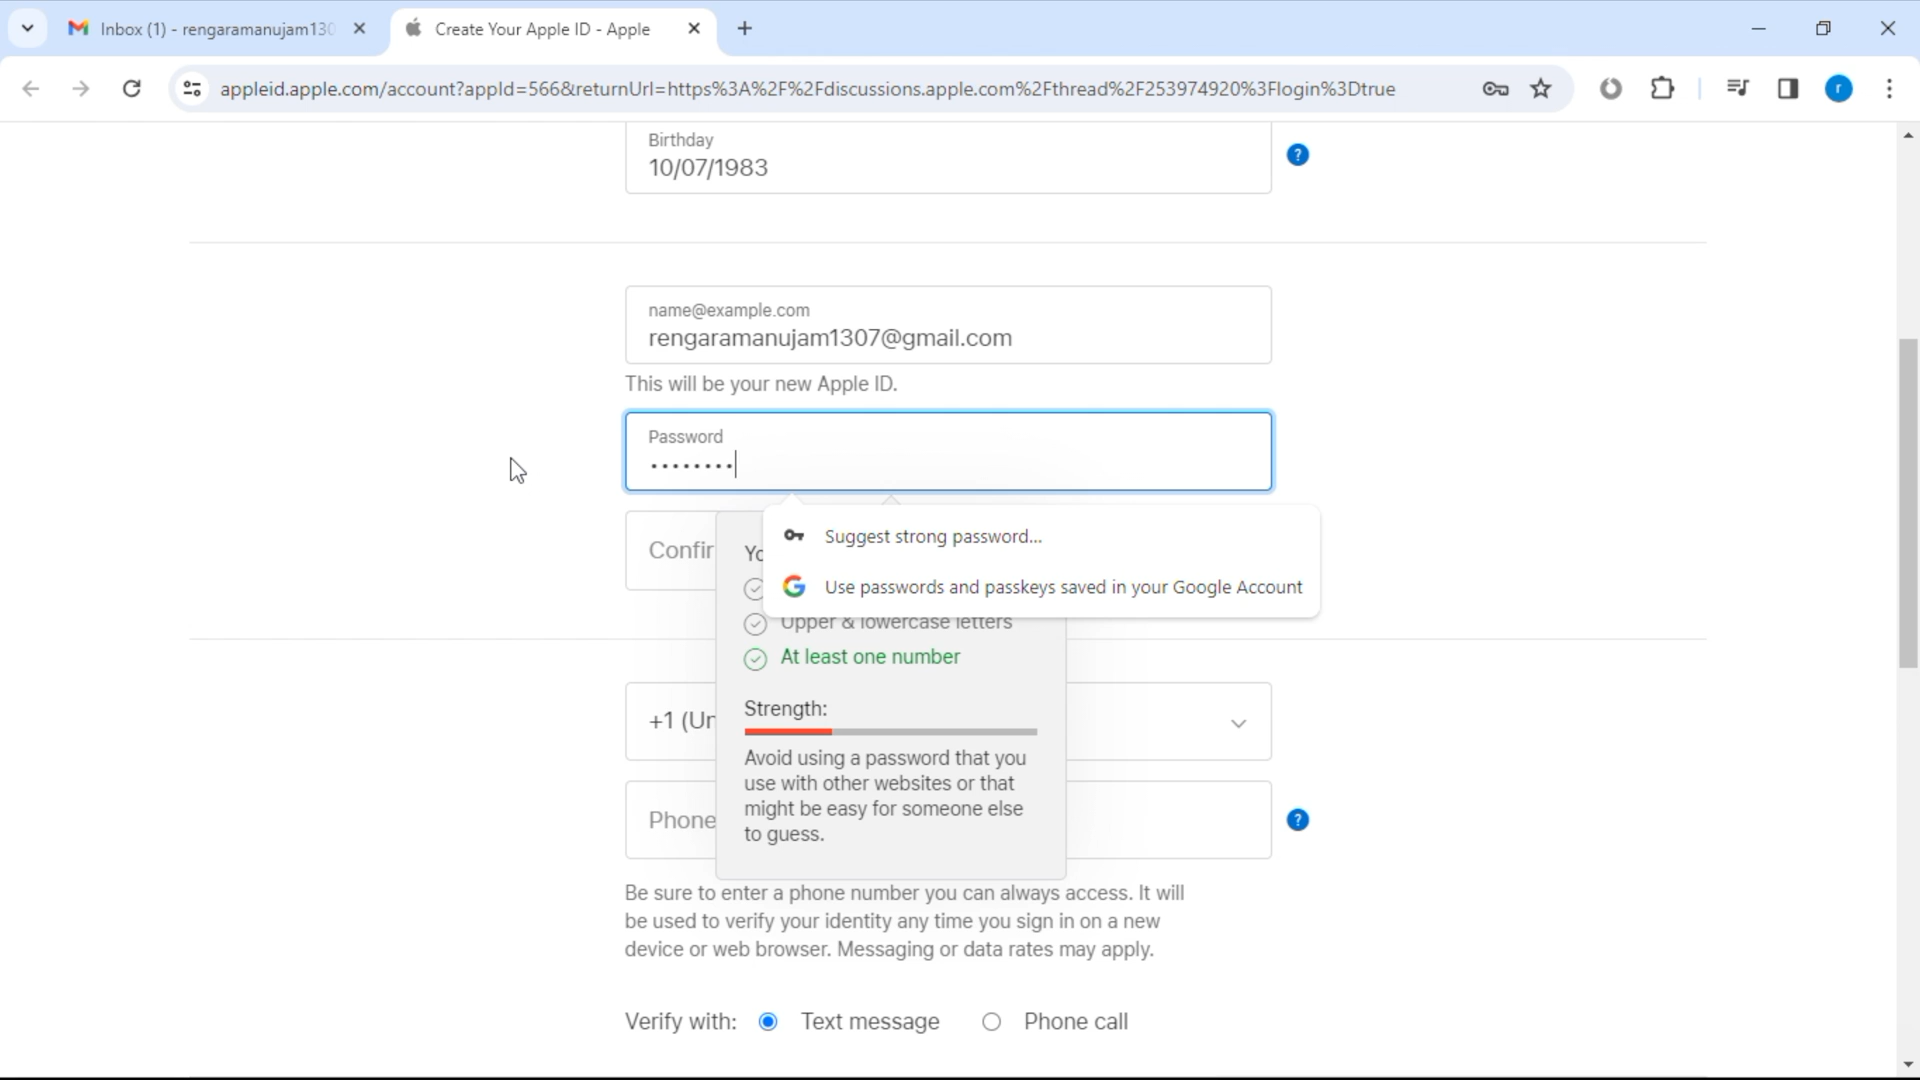 Inbox (1) - rengaramanujam130
Create Your Apple ID - Apple
appleid.apple.com/account?appId=566&returnUrl=https%3A%2F%2Fdiscussions.apple.com%2Fthread%2F253974920%3Flogin%3Dtrue
r
Birthday
10/07/1983
?
name@example.com
rengaramanujam1307@gmail.com
This will be your new Apple ID.
Password
••••••••
Suggest strong password...
Confir
Yo
Use passwords and passkeys saved in your Google Account
Upper & lowercase letters
At least one number
+1 (Un
Strength:
Avoid using a password that you
use with other websites or that
might be easy for someone else
to guess.
Phone
?
Be sure to enter a phone number you can always access. It will
be used to verify your identity any time you sign in on a new
device or web browser. Messaging or data rates may apply.
Verify with: Text message Phone call